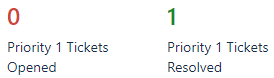 0
Priority 1 Tickets
Opened
1
Priority 1 Tickets
Resolved